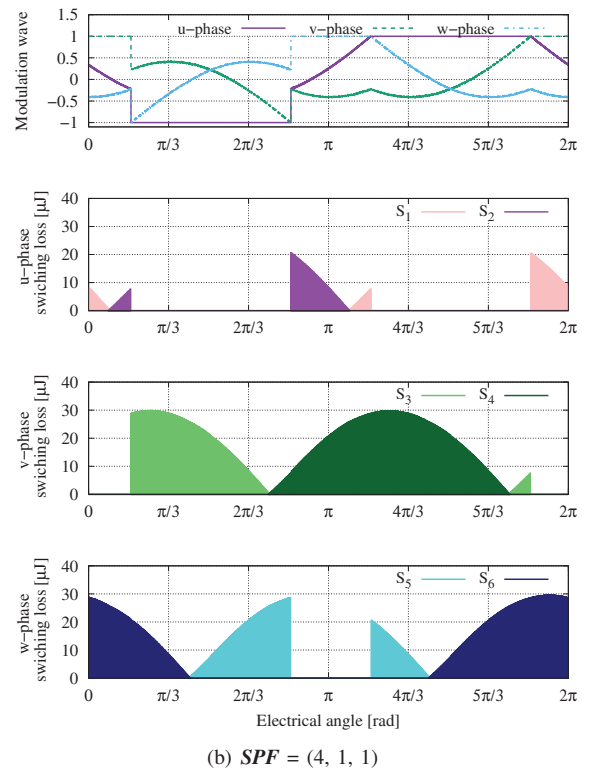 u−phase v−phase w−phase
Modulation wave
1.5
1
0.5
0
−0.5
−1
0 π/3 2π/3 π 4π/3 5π/3 2π
u−phase
swiching loss [μJ]
S1 S2
40
30
20
10
0
0 π/3 2π/3 π 4π/3 5π/3 2π
v−phase
swiching loss [μJ]
S3 S4
40
30
20
10
0
0 π/3 2π/3 π 4π/3 5π/3 2π
w−phase
swiching loss [μJ]
S5 S6
40
30
20
10
0
0 π/3 2π/3 π 4π/3 5π/3 2π
Electrical angle [rad]
(b) SPF = (4, 1, 1)